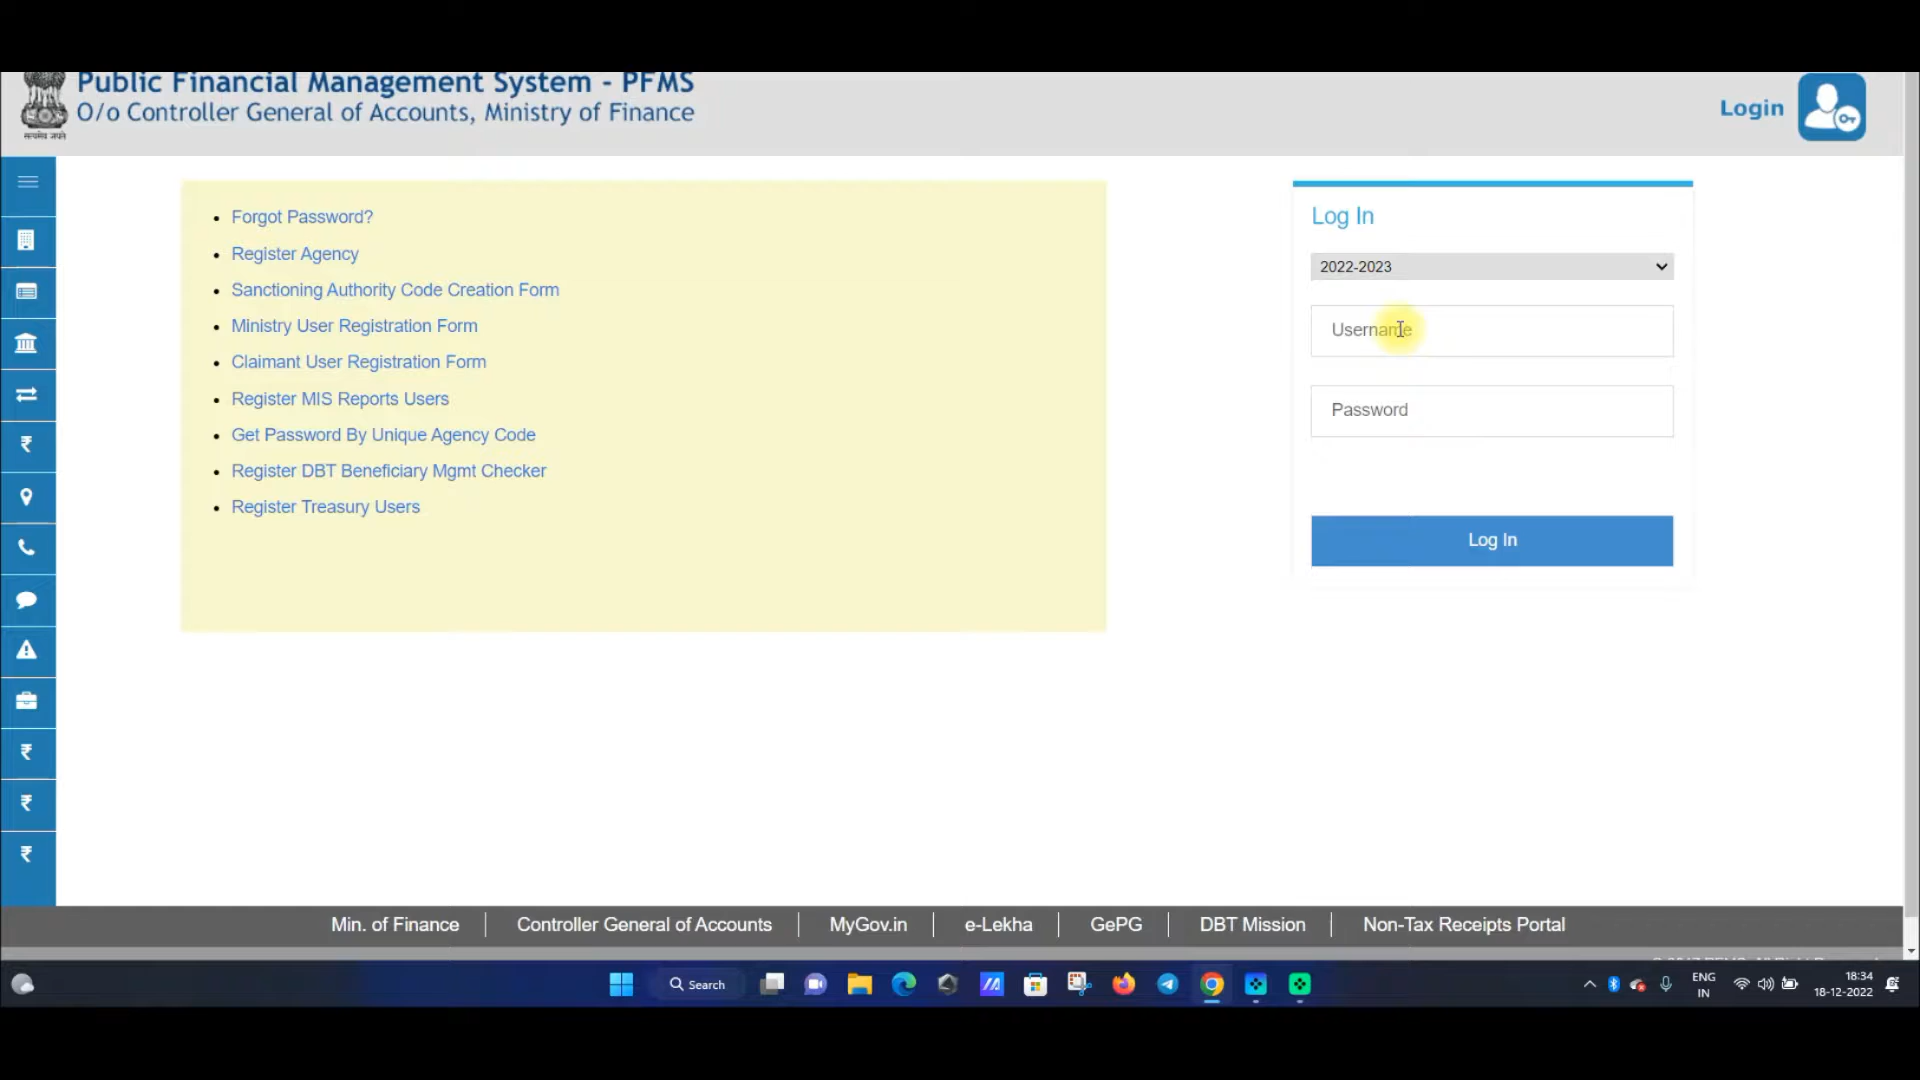 Public Financial Management System - PFMS
O/o Controller General of Accounts, Ministry of Finance
सत्यमेव जयते
Login
Forgot Password?
Register Agency
Sanctioning Authority Code Creation Form
Ministry User Registration Form
Claimant User Registration Form
Register MIS Reports Users
Get Password By Unique Agency Code
Register DBT Beneficiary Mgmt Checker
Register Treasury Users
Log In
2022-2023
Username
Password
Log In
₹
₹
₹
₹
Min. of Finance
Controller General of Accounts
MyGov.in
e-Lekha
GePG
DBT Mission
Non-Tax Receipts Portal
Search
ENG
IN
18:34
18-12-2022